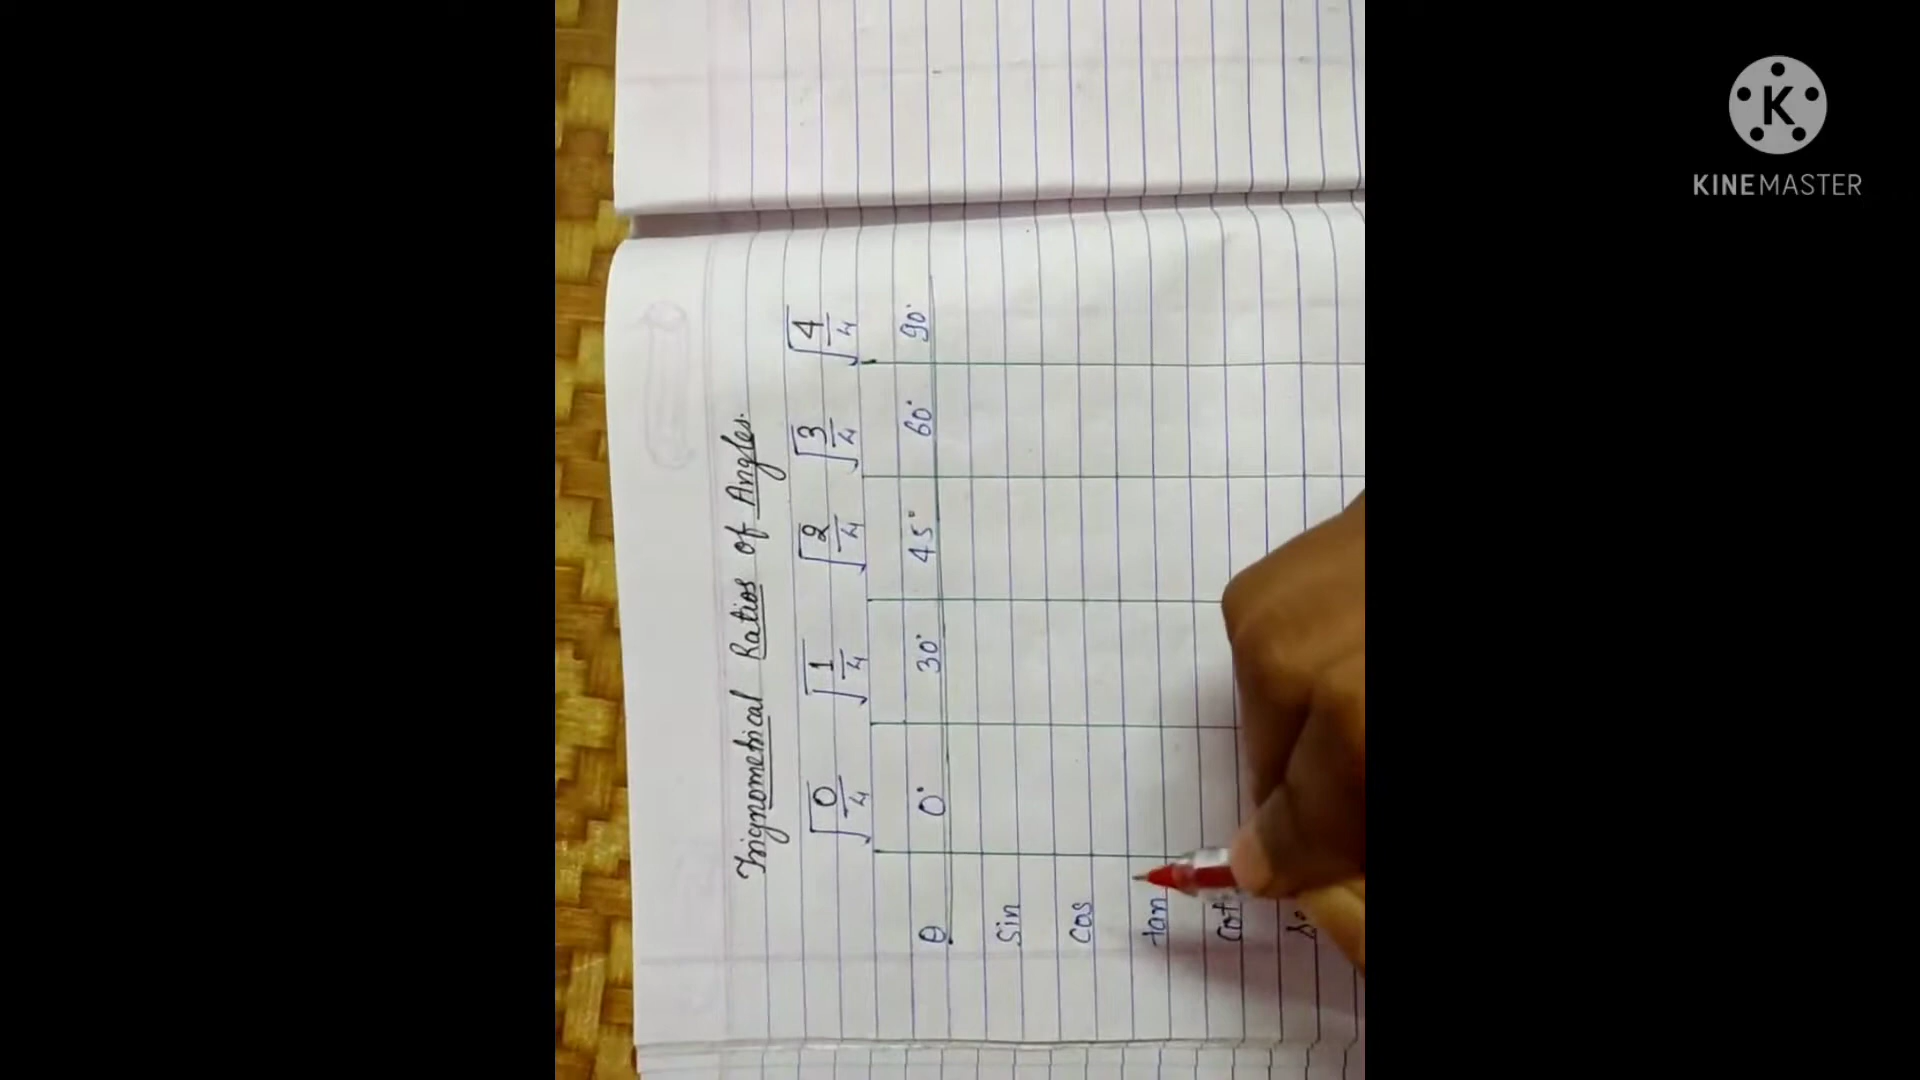 Trignometrical Ratios of Angles.
√0/4 √1/4 √2/4 √3/4 √4/4
θ 0° 30° 45° 60° 90°
Sin
Cos
tan
Cot
KINEMASTER